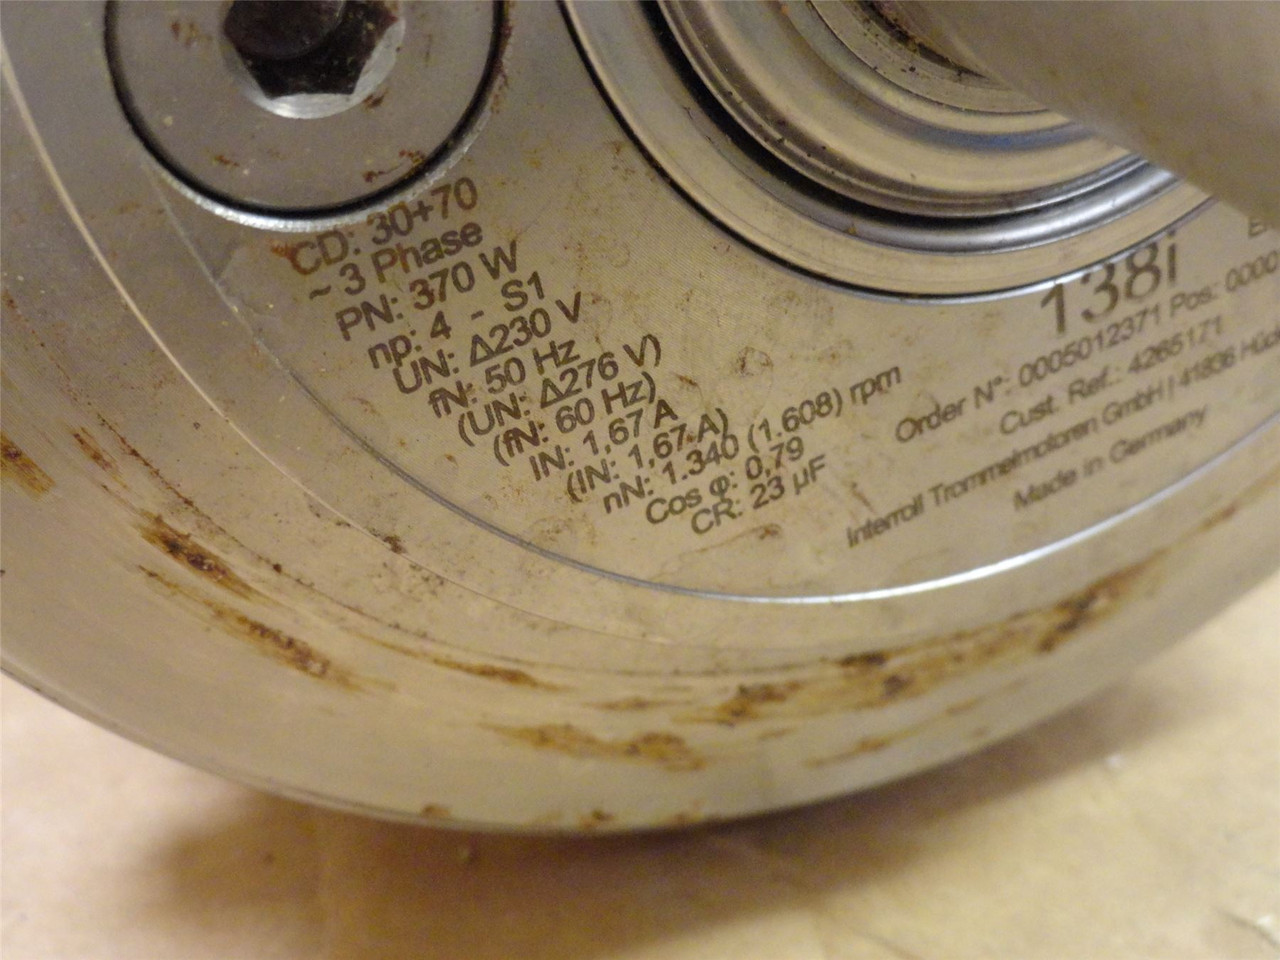 CD: 30+70
~ 3 Phase
PN: 370 W
np: 4 - S1
UN: Δ230 V
fN: 50 Hz
(UN: Δ276 V)
(fN: 60 Hz)
IN: 1,67 A
(IN: 1,67 A)
nN: 1.340 (1.608) rpm
Cos φ: 0,79
CR: 23 µF
138i
Order N°: 0005012371 Pos: 0000
Cust. Ref.: 4265171
Interroll Trommelmotoren GmbH | 41836
Made in Germany